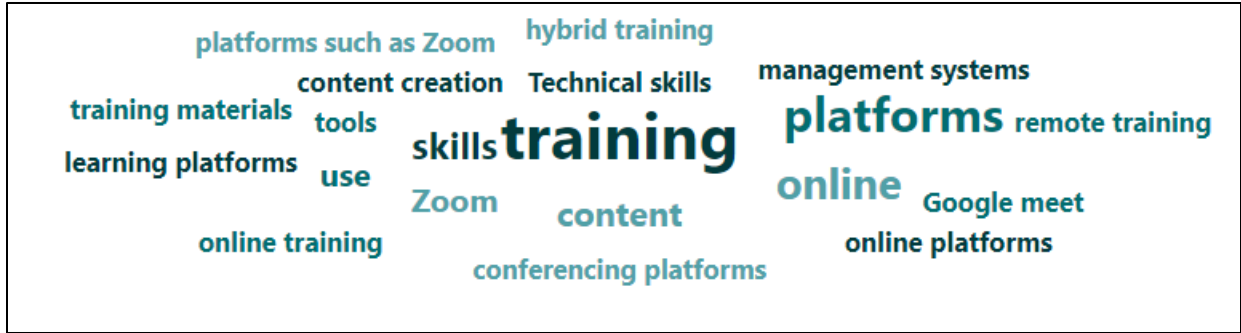 hybrid training
platforms such as Zoom
management systems
content creation
Technical skills
training materials
tools
platforms
remote training
skills
training
learning platforms
use
online
Zoom
Google meet
content
online training
online platforms
conferencing platforms